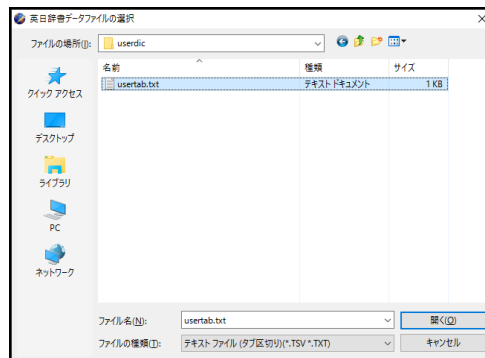 英日辞書データファイルの選択
ファイルの場所(I): userdic
名前 種類 サイズ
usertab.txt テキスト ドキュメント 1 KB
クイック アクセス
デスクトップ
ライブラリ
PC
ネットワーク
ファイル名(N): usertab.txt 開く(O)
ファイルの種類(T): テキスト ファイル (タブ区切り)(*.TSV *.TXT) キャンセル